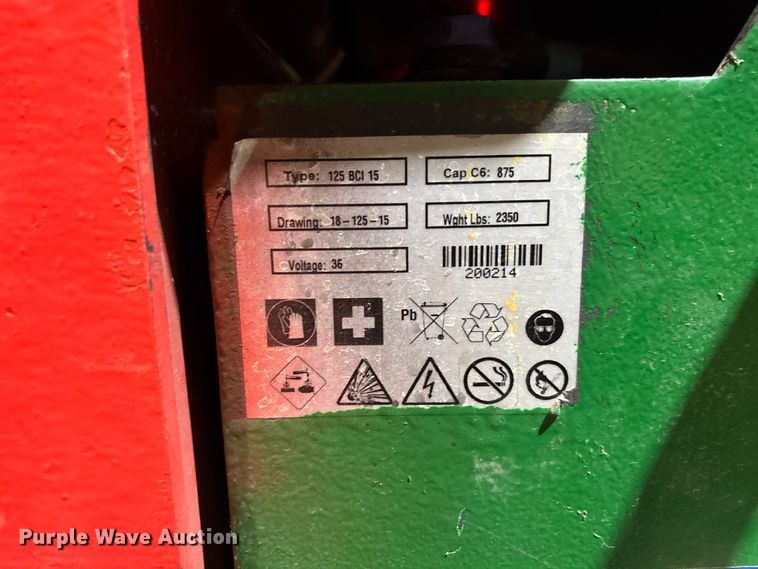 Type: 125 BCI 15
Cap C6: 875
Drawing: 18-125-15
Wght Lbs: 2350
Voltage: 36
200214
Pb
Purple Wave Auction